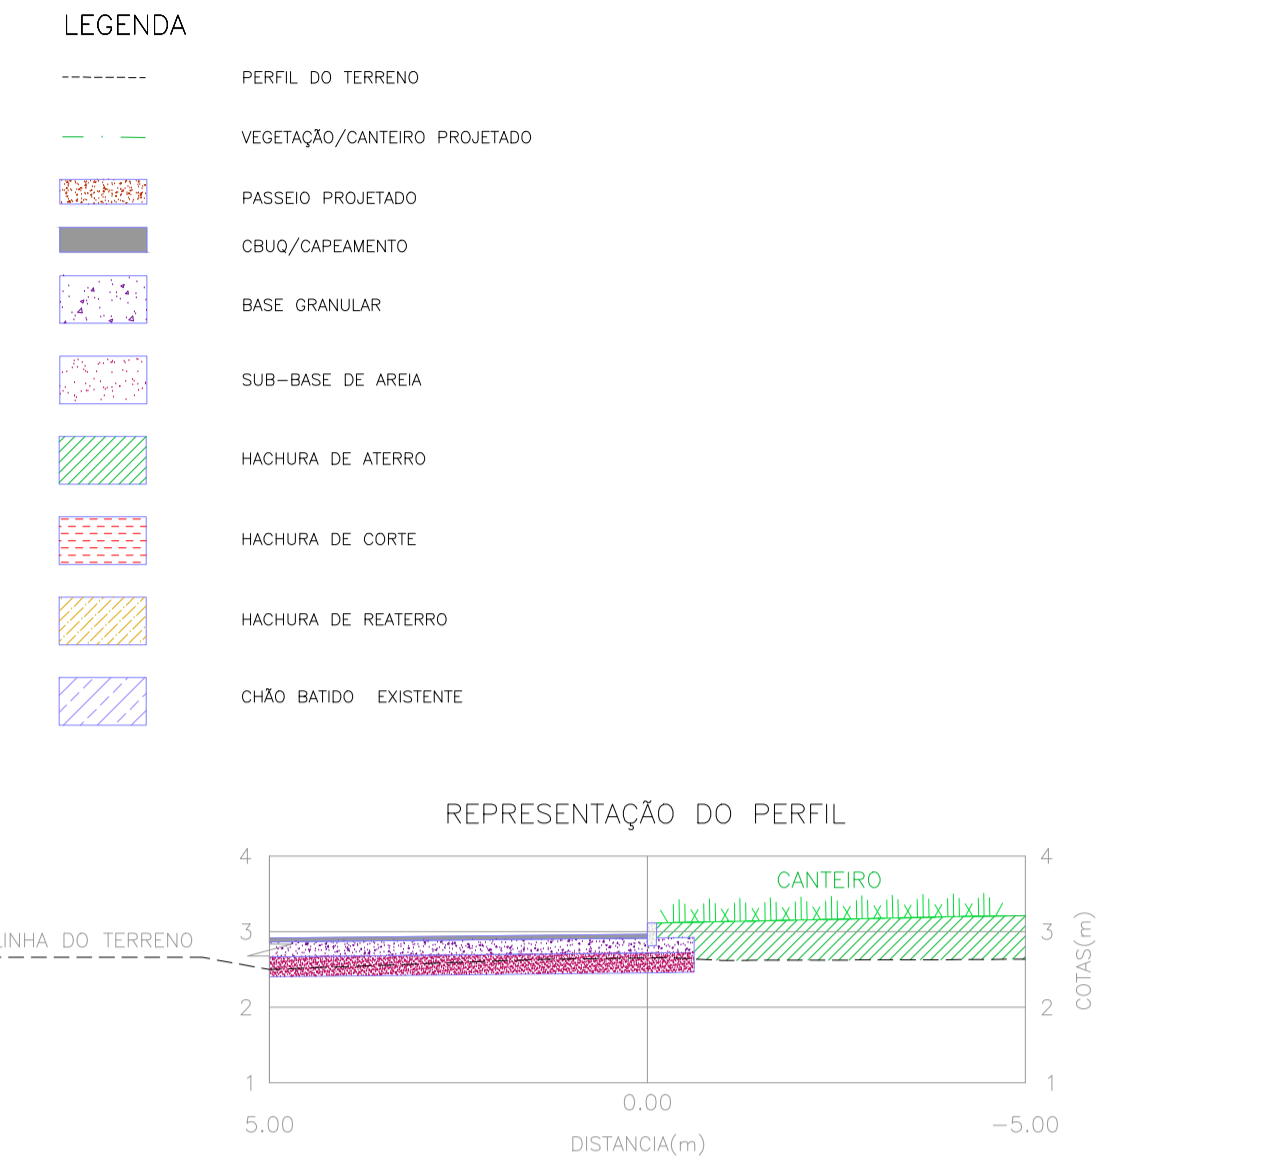 LEGENDA
PERFIL DO TERRENO
VEGETAÇÃO/CANTEIRO PROJETADO
PASSEIO PROJETADO
CBUQ/CAPEAMENTO
BASE GRANULAR
SUB-BASE DE AREIA
HACHURA DE ATERRO
HACHURA DE CORTE
HACHURA DE REATERRO
CHÃO BATIDO EXISTENTE
REPRESENTAÇÃO DO PERFIL
4 4
CANTEIRO
3 3
LINHA DO TERRENO
COTAS(m)
2 2
1 1
0.00
5.00 -5.00
DISTANCIA(m)